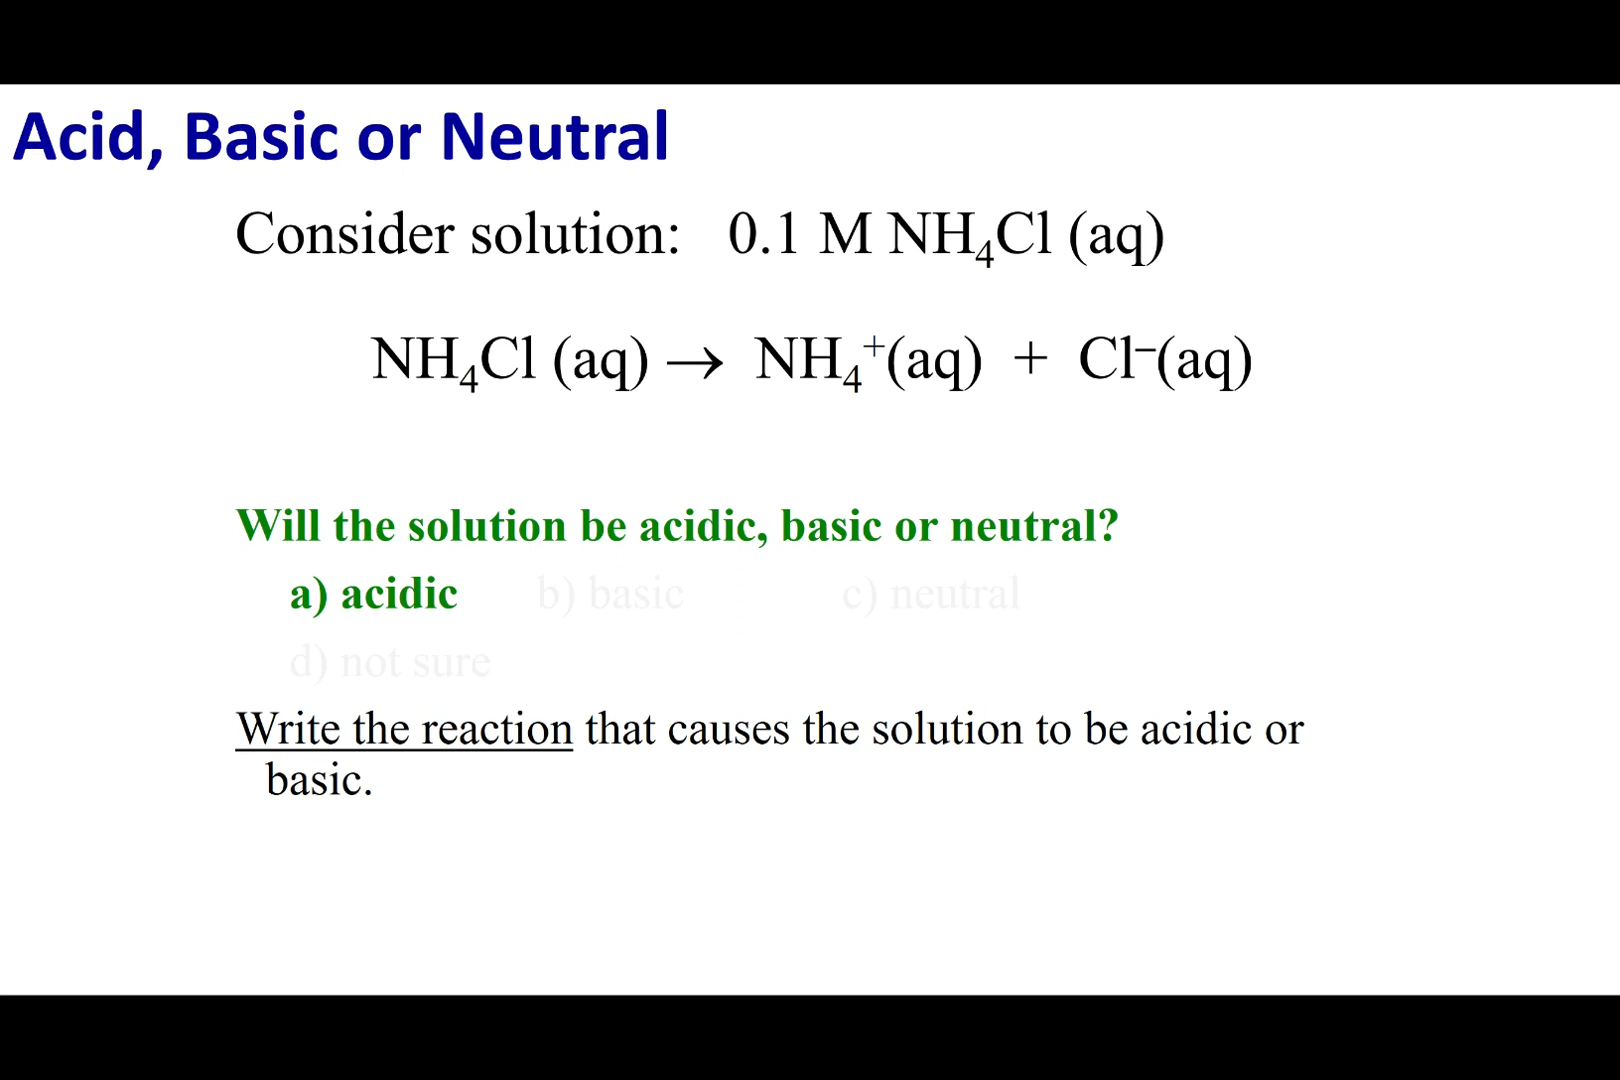 Acid, Basic or Neutral
Consider solution: 0.1 M NH₄Cl (aq)
NH₄Cl (aq) → NH₄⁺(aq) + Cl⁻(aq)
Will the solution be acidic, basic or neutral?
a) acidic b) basic c) neutral
d) not sure
Write the reaction that causes the solution to be acidic or
basic.